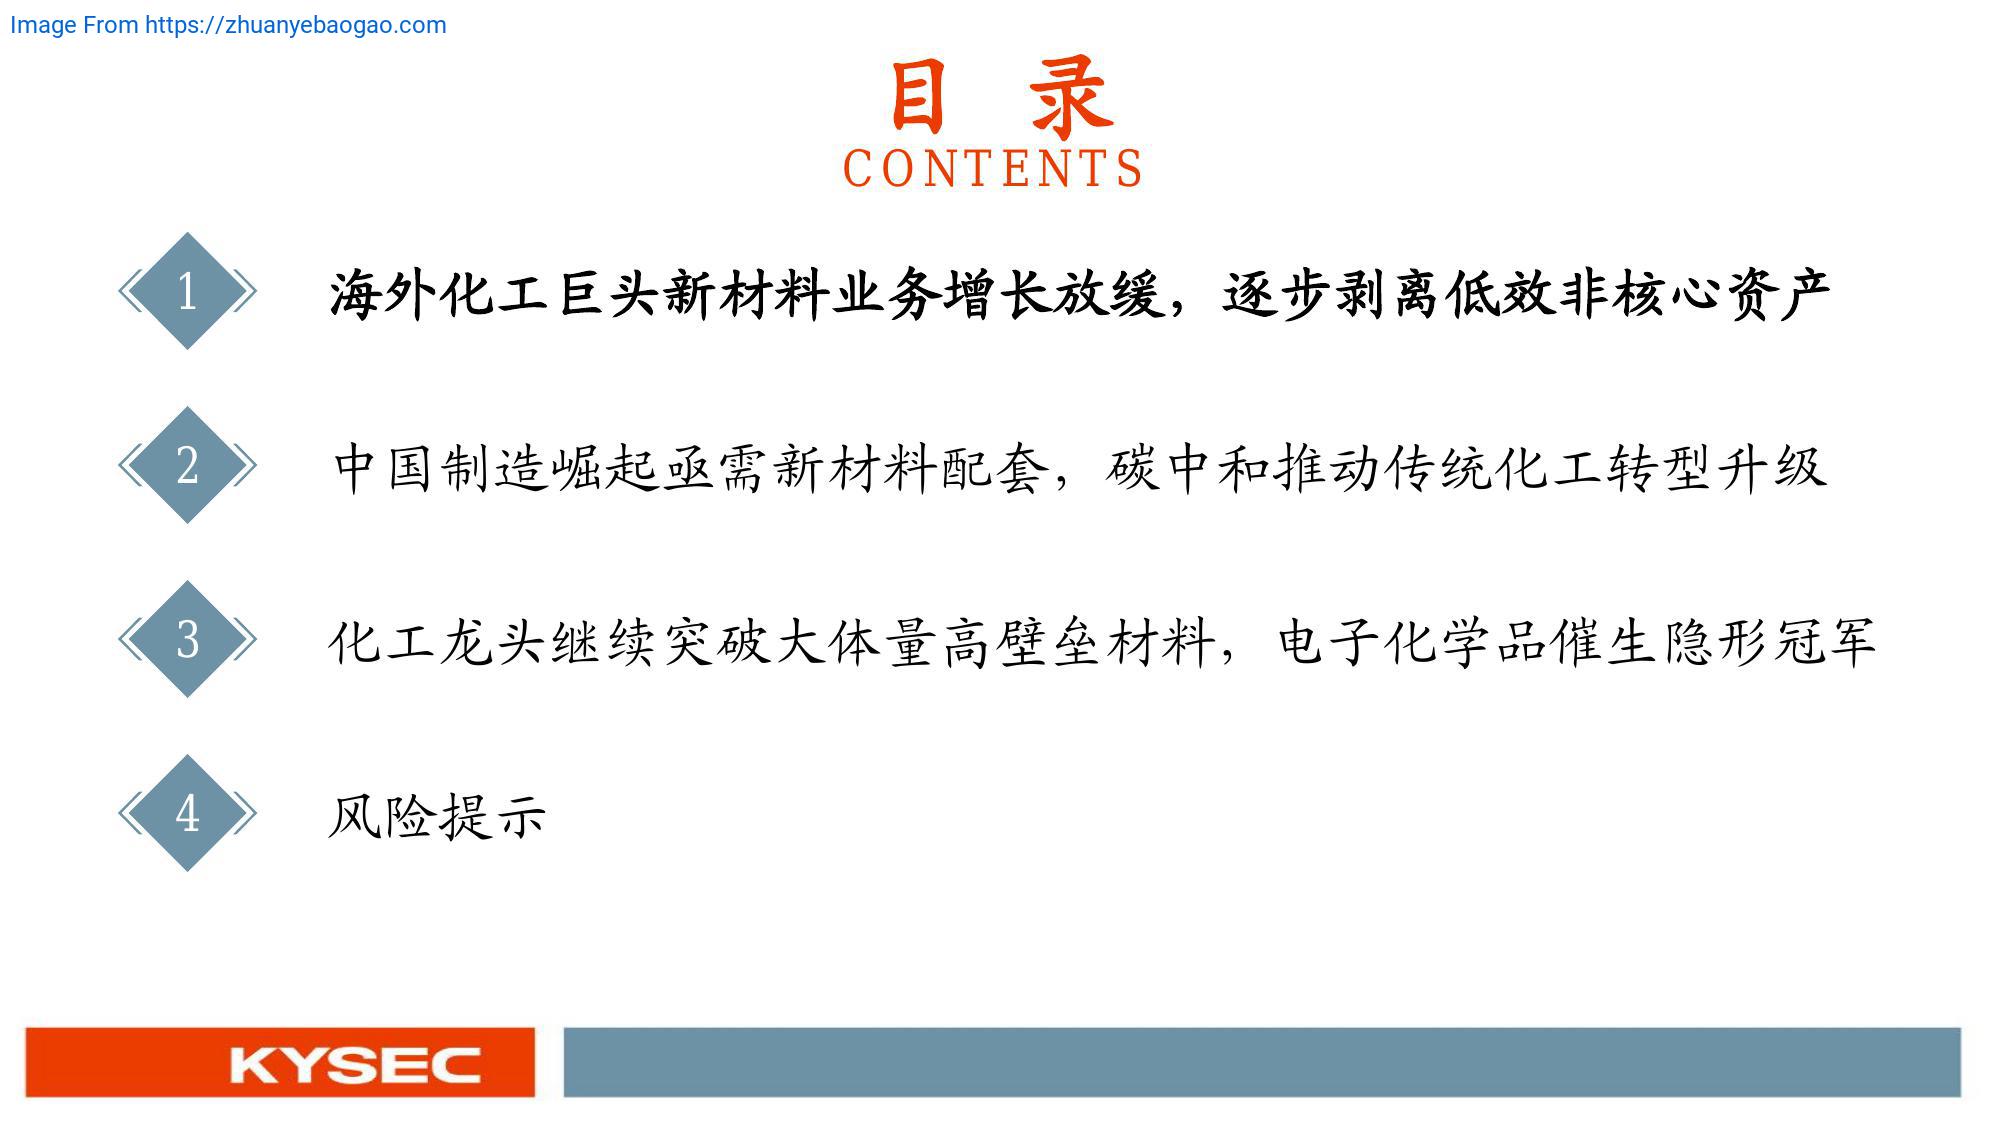 Image From https://zhuanyebaogao.com
目 录
CONTENTS
1 海外化工巨头新材料业务增长放缓，逐步剥离低效非核心资产
2 中国制造崛起亟需新材料配套，碳中和推动传统化工转型升级
3 化工龙头继续突破大体量高壁垒材料，电子化学品催生隐形冠军
4 风险提示
KYSEC